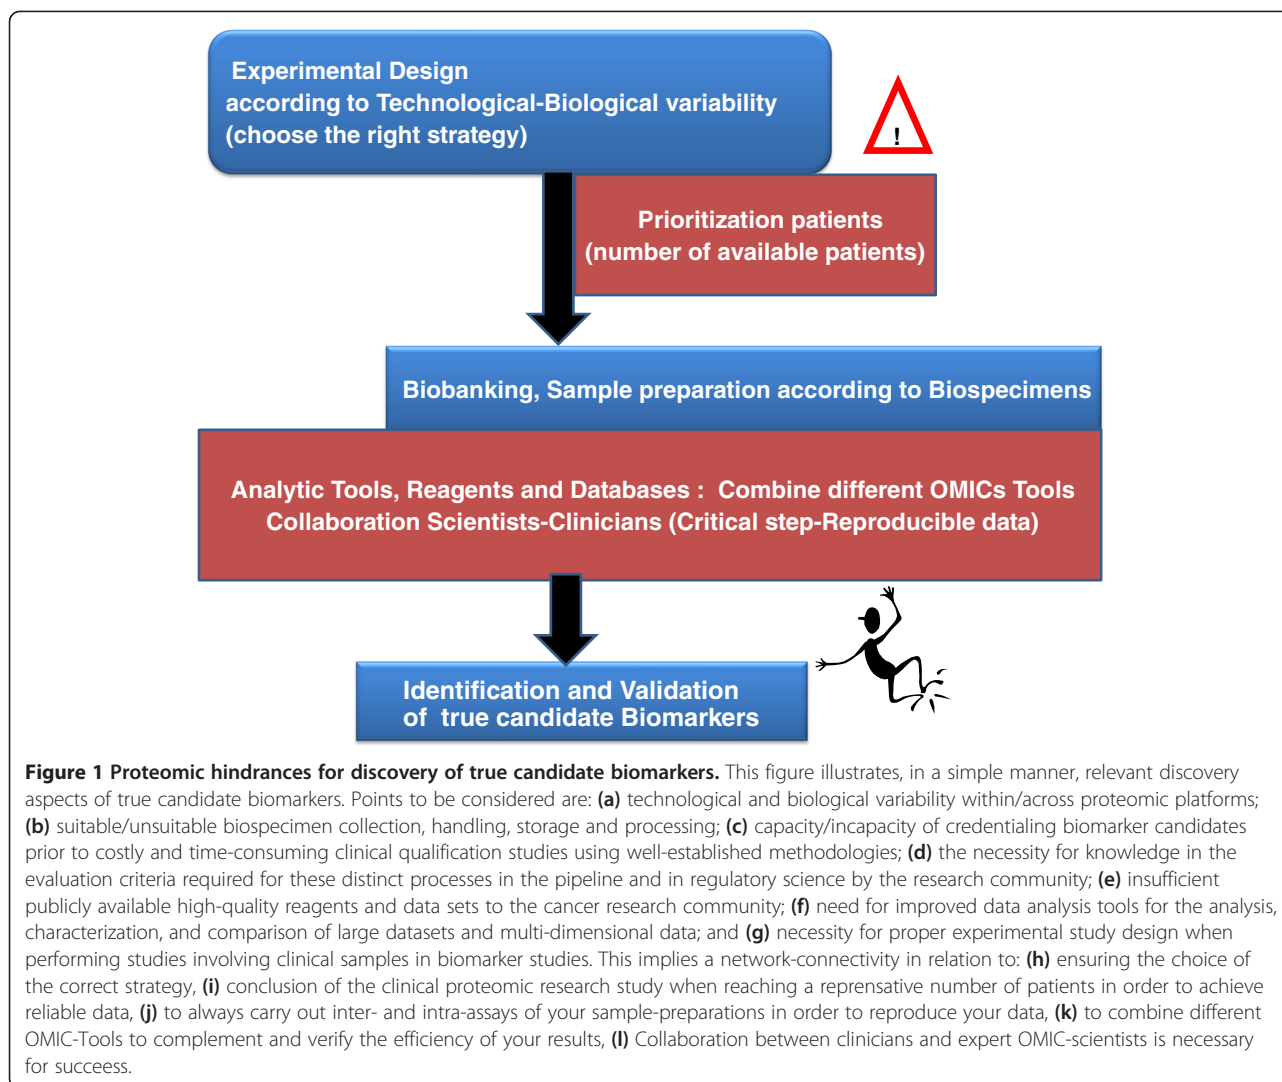 Experimental Design
according to Technological-Biological variability
(choose the right strategy)
!
Prioritization patients
(number of available patients)
Biobanking, Sample preparation according to Biospecimens
Analytic Tools, Reagents and Databases : Combine different OMICs Tools
Collaboration Scientists-Clinicians (Critical step-Reproducible data)
Identification and Validation
of true candidate Biomarkers
Figure 1 Proteomic hindrances for discovery of true candidate biomarkers. This figure illustrates, in a simple manner, relevant discovery
aspects of true candidate biomarkers. Points to be considered are: (a) technological and biological variability within/across proteomic platforms;
(b) suitable/unsuitable biospecimen collection, handling, storage and processing; (c) capacity/incapacity of credentialing biomarker candidates
prior to costly and time-consuming clinical qualification studies using well-established methodologies; (d) the necessity for knowledge in the
evaluation criteria required for these distinct processes in the pipeline and in regulatory science by the research community; (e) insufficient
publicly available high-quality reagents and data sets to the cancer research community; (f) need for improved data analysis tools for the analysis,
characterization, and comparison of large datasets and multi-dimensional data; and (g) necessity for proper experimental study design when
performing studies involving clinical samples in biomarker studies. This implies a network-connectivity in relation to: (h) ensuring the choice of
the correct strategy, (i) conclusion of the clinical proteomic research study when reaching a reprensative number of patients in order to achieve
reliable data, (j) to always carry out inter- and intra-assays of your sample-preparations in order to reproduce your data, (k) to combine different
OMIC-Tools to complement and verify the efficiency of your results, (l) Collaboration between clinicians and expert OMIC-scientists is necessary
for succeess.